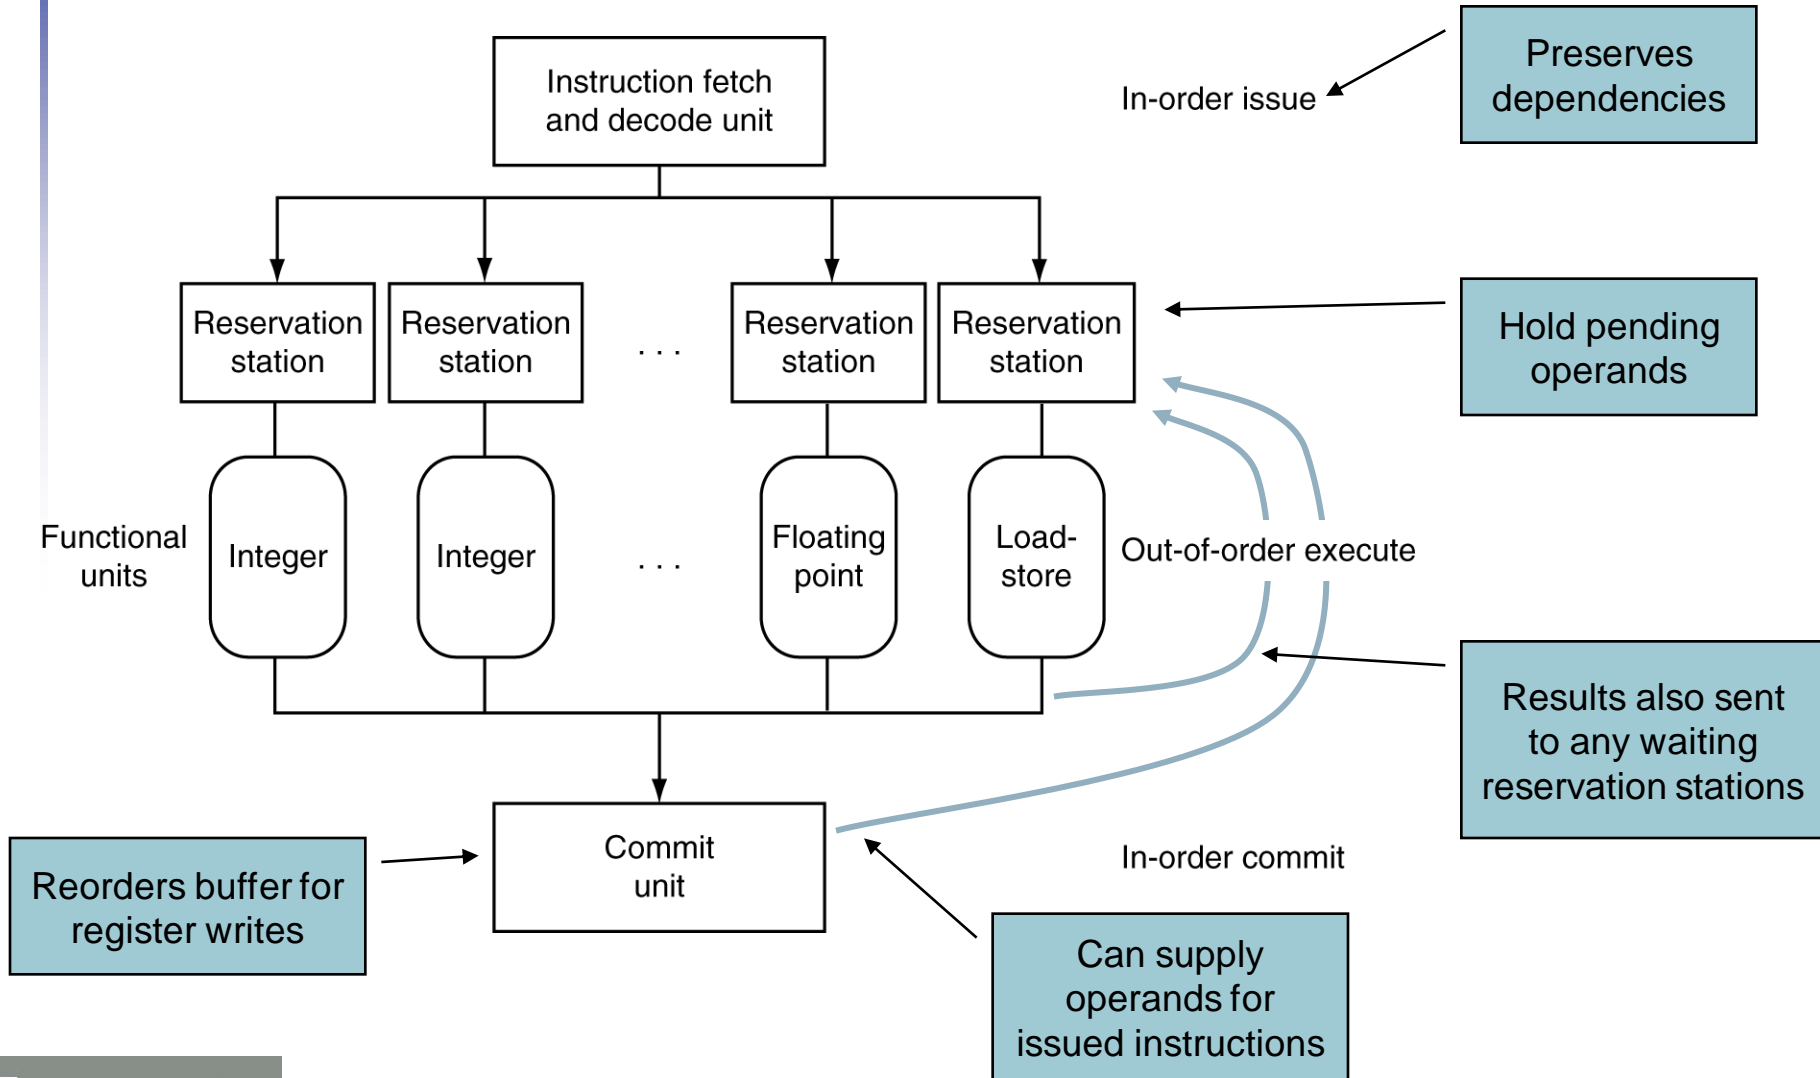 Instruction fetch
and decode unit
In-order issue
Preserves
dependencies
Reservation
station
Reservation
station
. . .
Reservation
station
Reservation
station
Hold pending
operands
Functional
units
Integer
Integer
. . .
Floating
point
Load-
store
Out-of-order execute
Results also sent
to any waiting
reservation stations
Commit
unit
In-order commit
Reorders buffer for
register writes
Can supply
operands for
issued instructions